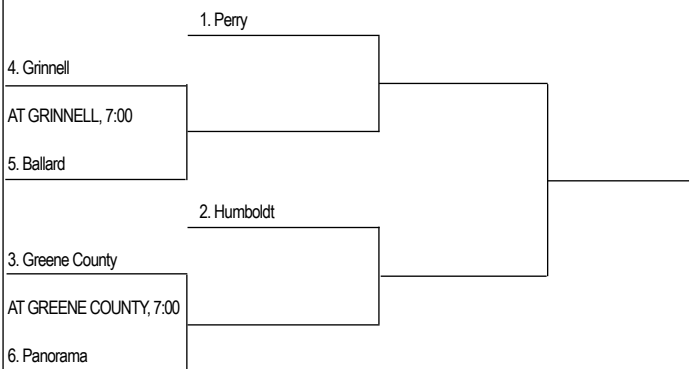 1. Perry
4. Grinnell
AT GRINNELL, 7:00
5. Ballard
2. Humboldt
3. Greene County
AT GREENE COUNTY, 7:00
6. Panorama